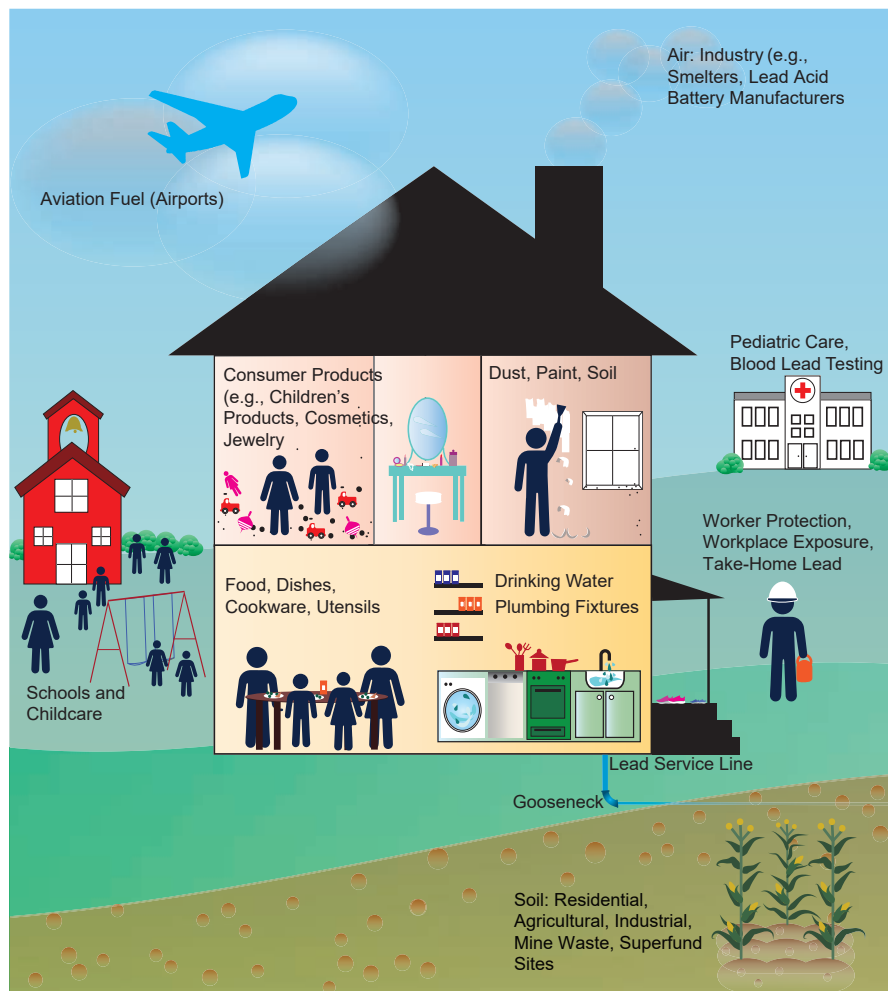 Air: Industry (e.g.,
Smelters, Lead Acid
Battery Manufacturers
Aviation Fuel (Airports)
Pediatric Care,
Blood Lead Testing
Consumer Products
(e.g., Children's
Products, Cosmetics,
Jewelry
Dust, Paint, Soil
Worker Protection,
Workplace Exposure,
Take-Home Lead
Food, Dishes,
Cookware, Utensils
Drinking Water
Plumbing Fixtures
Schools and
Childcare
Lead Service Line
Gooseneck
Soil: Residential,
Agricultural, Industrial,
Mine Waste, Superfund
Sites